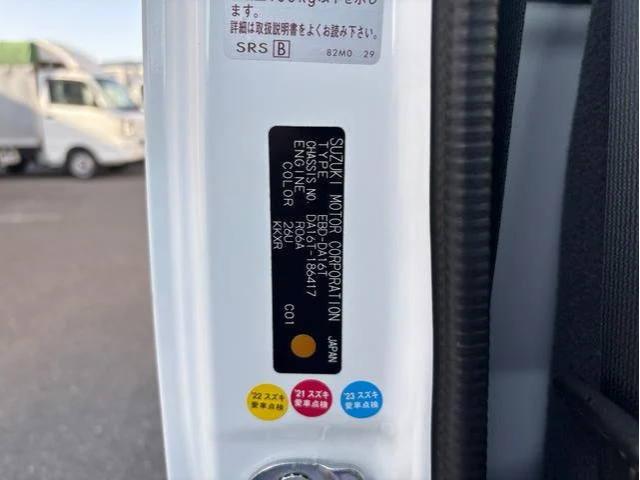 ます。
詳細は取扱説明書をよくお読み下さい。
SRS B 82M0 29
SUZUKI MOTOR CORPORATION JAPAN
TYPE EBD-DA16T
CHASSIS NO. DA16T-186417
ENGINE R06A
COLOR 26U C01
KKXR
'22 スズキ
愛車点検
'21 スズキ
愛車点検
'23 スズキ
愛車点検